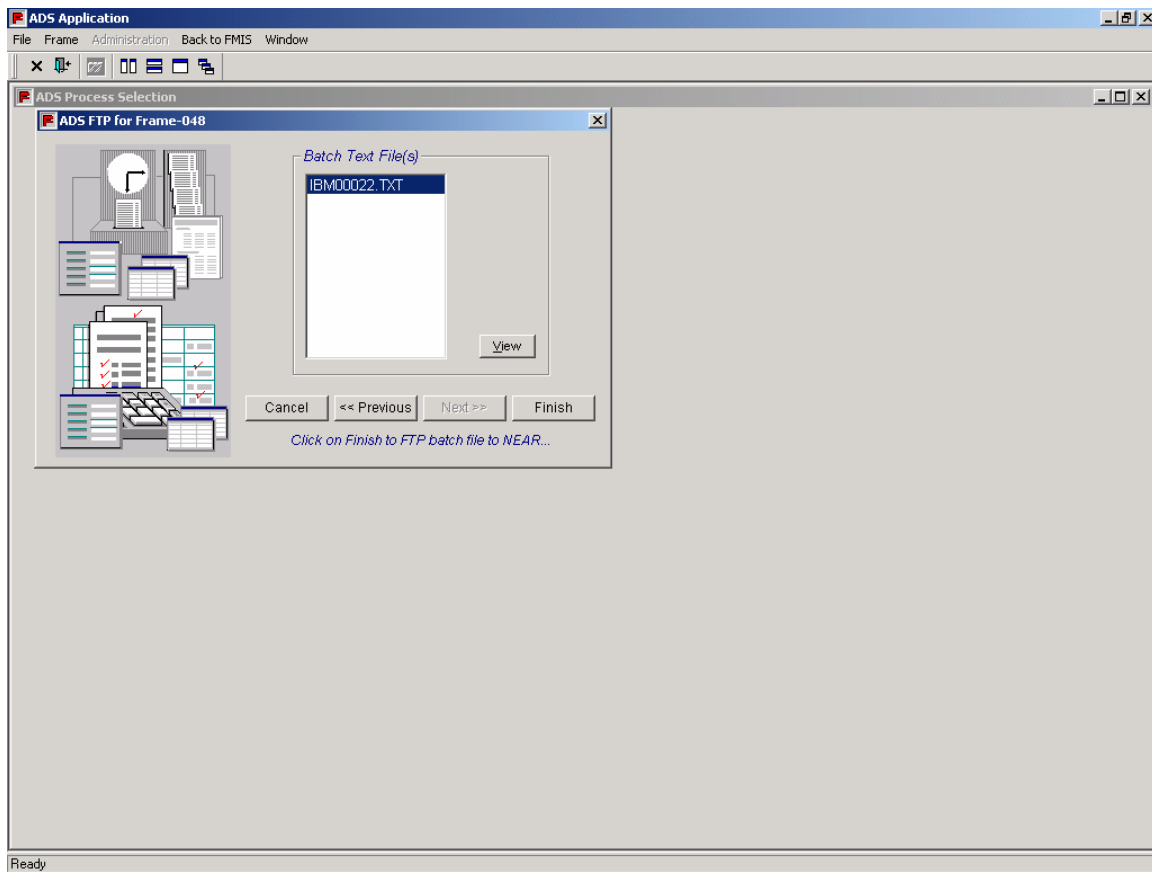 ADS Application
File Frame Administration Back to FMIS Window
ADS Process Selection
ADS FTP for Frame-048
Batch Text File(s)
IBM00022.TXT
View
Cancel << Previous Next >> Finish
Click on Finish to FTP batch file to NEAR...
Ready